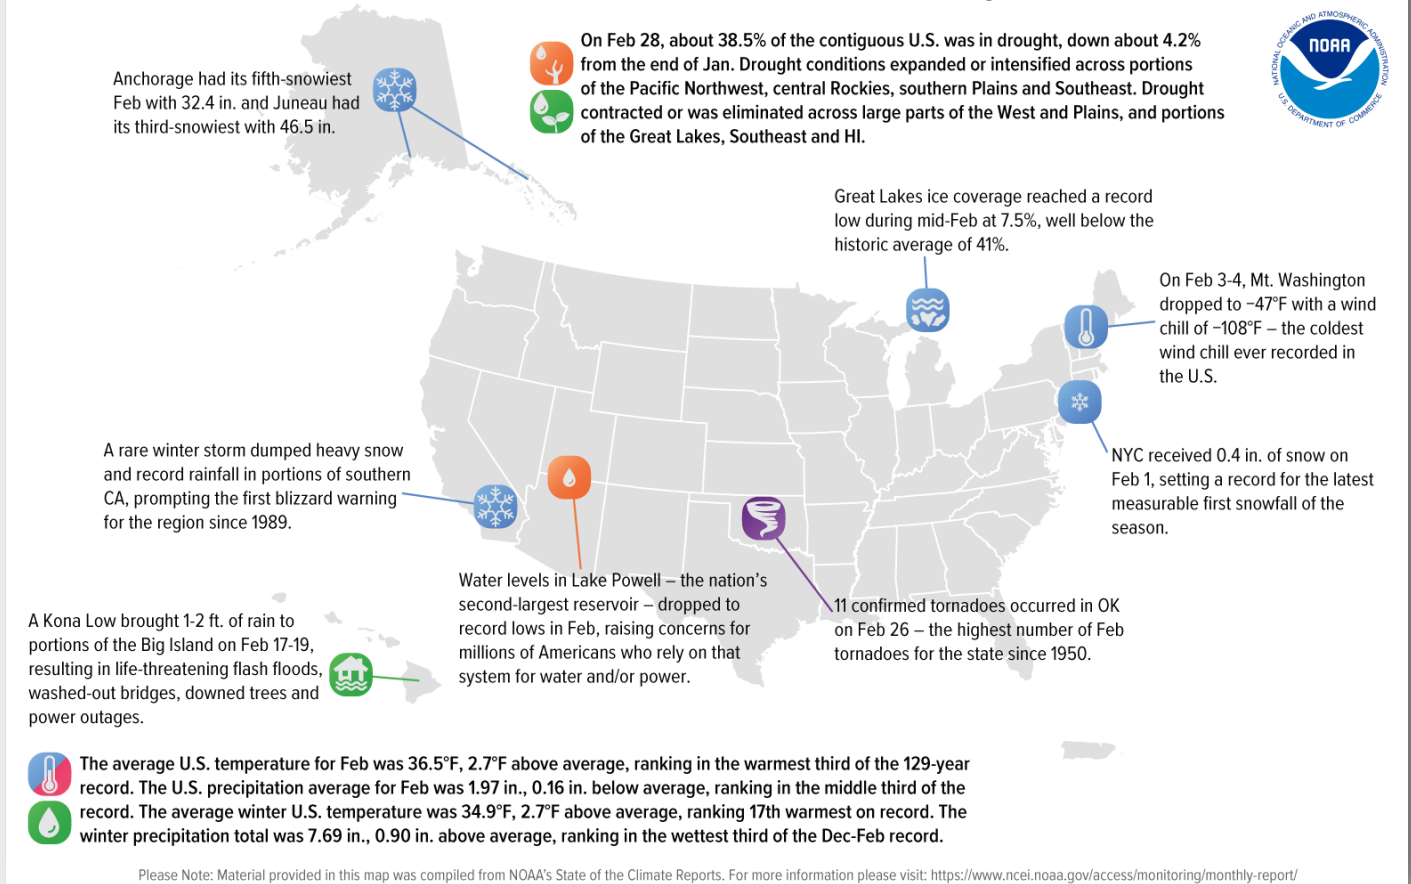 On Feb 28, about 38.5% of the contiguous U.S. was in drought, down about 4.2%
from the end of Jan. Drought conditions expanded or intensified across portions
of the Pacific Northwest, central Rockies, southern Plains and Southeast. Drought
contracted or was eliminated across large parts of the West and Plains, and portions
of the Great Lakes, Southeast and HI.
NATIONAL OCEANIC AND ATMOSPHERIC ADMINISTRATION
NOAA
U.S. DEPARTMENT OF COMMERCE
Anchorage had its fifth-snowiest
Feb with 32.4 in. and Juneau had
its third-snowiest with 46.5 in.
Great Lakes ice coverage reached a record
low during mid-Feb at 7.5%, well below the
historic average of 41%.
On Feb 3-4, Mt. Washington
dropped to −47°F with a wind
chill of −108°F – the coldest
wind chill ever recorded in
the U.S.
A rare winter storm dumped heavy snow
and record rainfall in portions of southern
CA, prompting the first blizzard warning
for the region since 1989.
NYC received 0.4 in. of snow on
Feb 1, setting a record for the latest
measurable first snowfall of the
season.
Water levels in Lake Powell – the nation's
second-largest reservoir – dropped to
record lows in Feb, raising concerns for
millions of Americans who rely on that
system for water and/or power.
11 confirmed tornadoes occurred in OK
on Feb 26 – the highest number of Feb
tornadoes for the state since 1950.
A Kona Low brought 1-2 ft. of rain to
portions of the Big Island on Feb 17-19,
resulting in life-threatening flash floods,
washed-out bridges, downed trees and
power outages.
The average U.S. temperature for Feb was 36.5°F, 2.7°F above average, ranking in the warmest third of the 129-year
record. The U.S. precipitation average for Feb was 1.97 in., 0.16 in. below average, ranking in the middle third of the
record. The average winter U.S. temperature was 34.9°F, 2.7°F above average, ranking 17th warmest on record. The
winter precipitation total was 7.69 in., 0.90 in. above average, ranking in the wettest third of the Dec-Feb record.
Please Note: Material provided in this map was compiled from NOAA's State of the Climate Reports. For more information please visit: https://www.ncei.noaa.gov/access/monitoring/monthly-report/